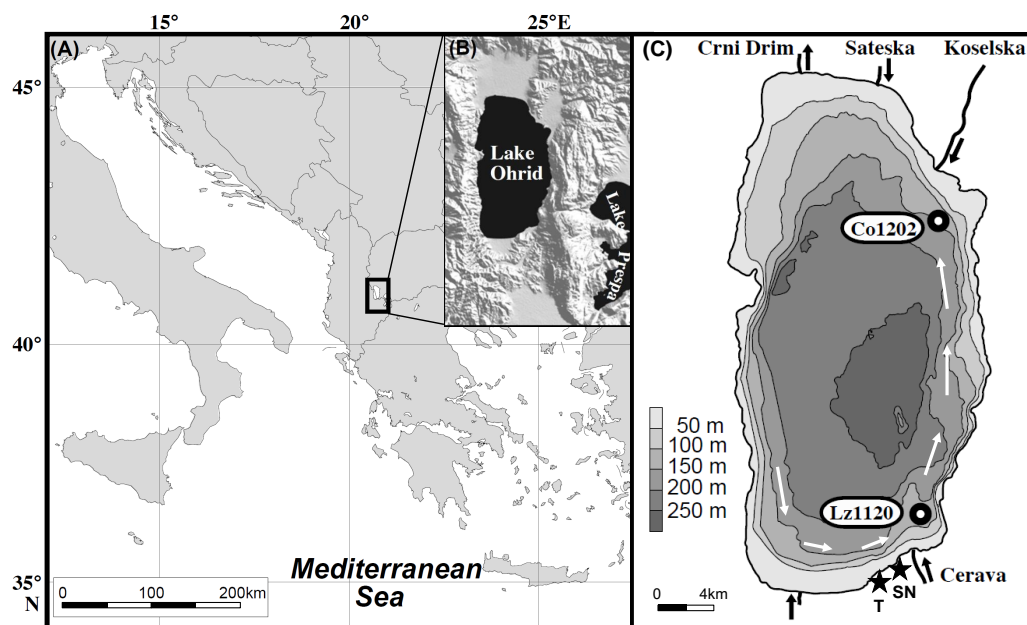 15°
20°
25°E
(A)
45°
40°
35°
N
0
100
200km
Mediterranean
Sea
(B)
Lake
Ohrid
Lake
Prespa
(C)
Crni Drim
Sateska
Koselska
Co1202
50 m
100 m
150 m
200 m
250 m
Lz1120
Cerava
SN
T
0
4km